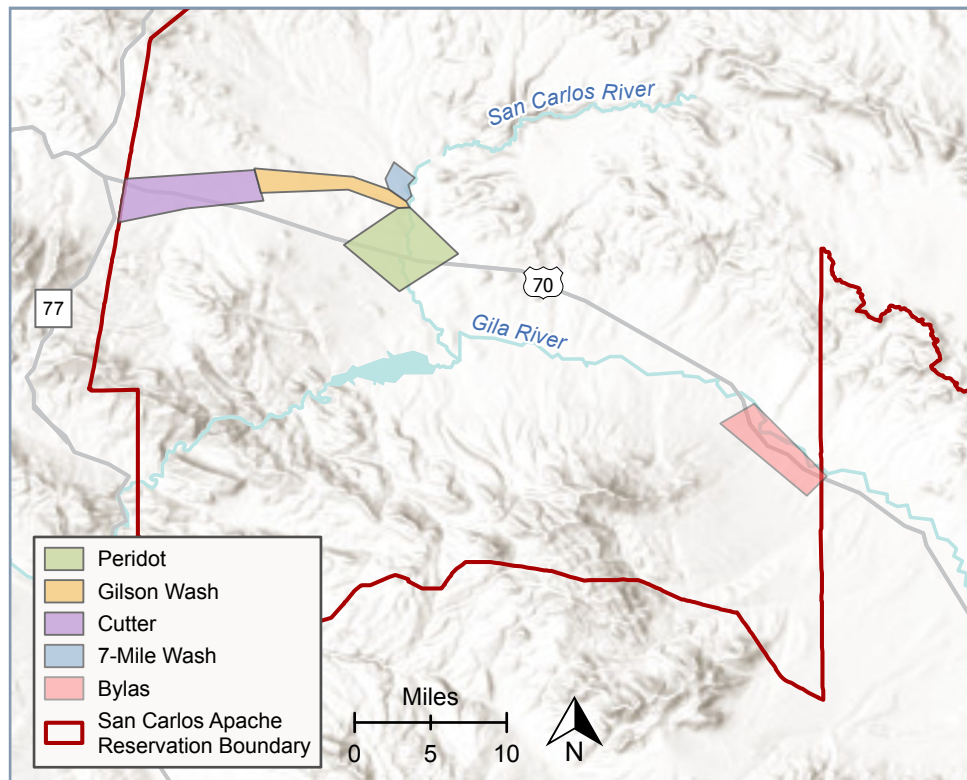 San Carlos River
70
77
Gila River
Peridot
Gilson Wash
Cutter
7-Mile Wash
Bylas
San Carlos Apache
Reservation Boundary
Miles
0 5 10
N